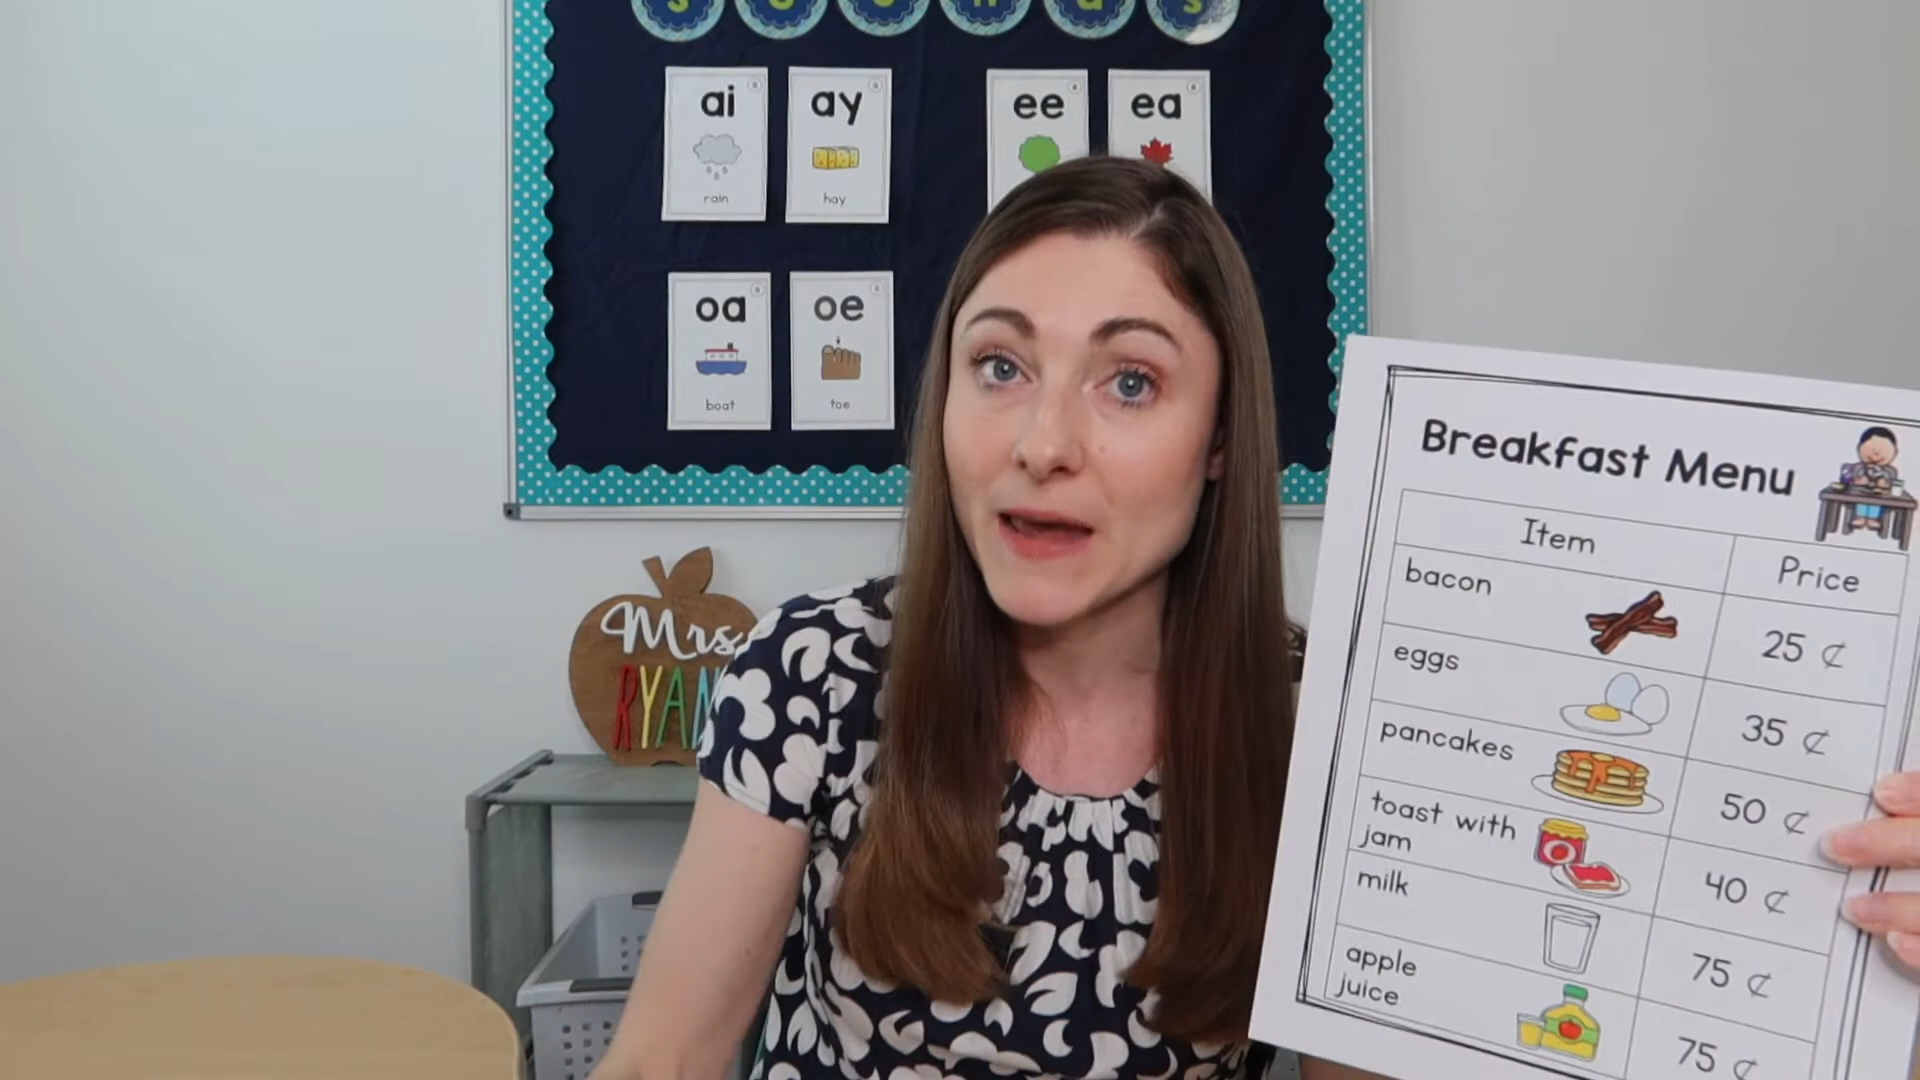 sounds
ai
rain
ay
hay
ee
ea
oa
boat
oe
toe
Mrs.
RYAN
Breakfast Menu
Item Price
bacon 25 ¢
eggs 35 ¢
pancakes 50 ¢
toast with
jam 40 ¢
milk 75 ¢
apple
juice 75 ¢